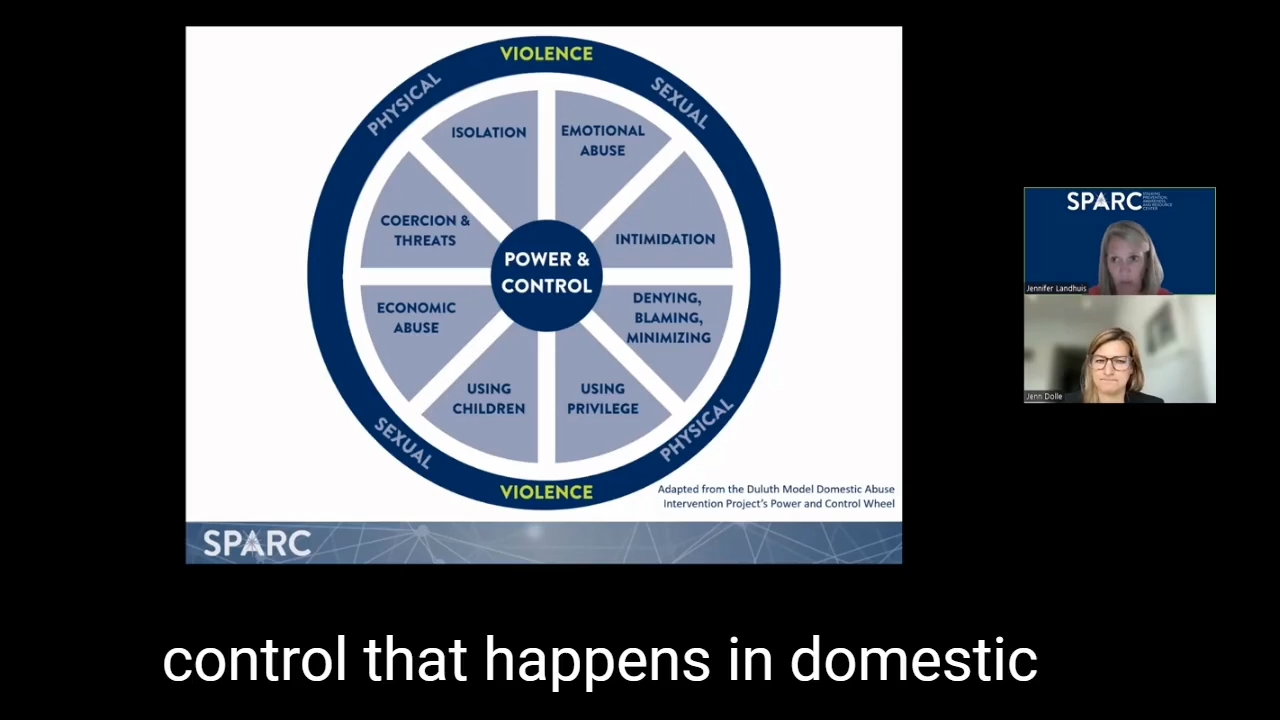 VIOLENCE
PHYSICAL
SEXUAL
ISOLATION
EMOTIONAL
ABUSE
COERCION &
THREATS
INTIMIDATION
POWER &
CONTROL
ECONOMIC
ABUSE
DENYING,
BLAMING,
MINIMIZING
USING
CHILDREN
USING
PRIVILEGE
SEXUAL
PHYSICAL
VIOLENCE
Adapted from the Duluth Model Domestic Abuse
Intervention Project's Power and Control Wheel
SPARC
SPARC
Jennifer Landhuis
Jenn Dolle
control that happens in domestic